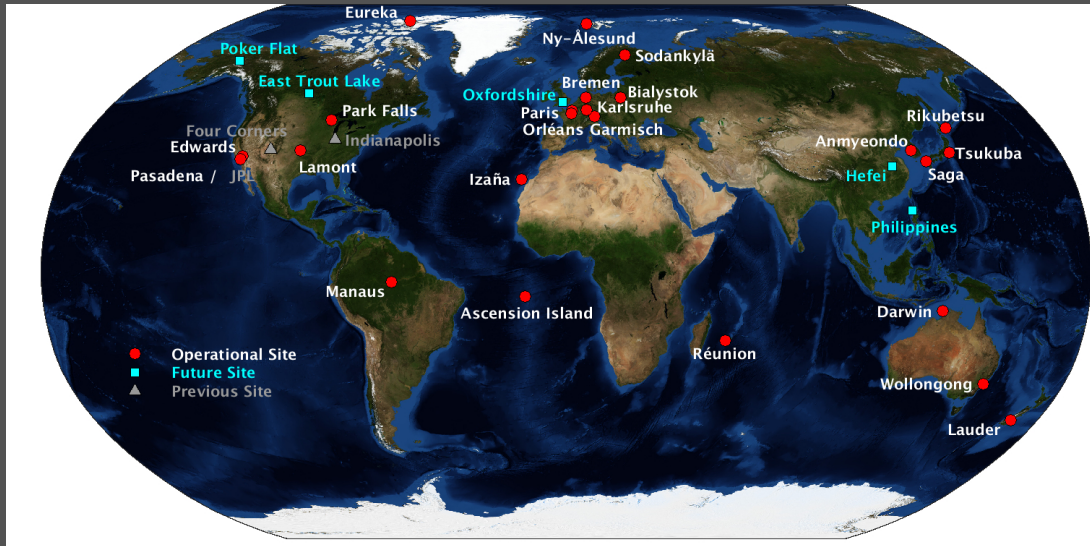 Eureka
Ny-Ålesund
Poker Flat
Sodankylä
East Trout Lake
Bremen
Bialystok
Oxfordshire
Karlsruhe
Paris
Park Falls
Orléans Garmisch
Rikubetsu
Four Corners
Indianapolis
Anmyeondo
Edwards
Tsukuba
Lamont
Pasadena / JPL
Izaña
Hefei
Saga
Philippines
Manaus
Ascension Island
Darwin
Réunion
Operational Site
Future Site
Previous Site
Wollongong
Lauder